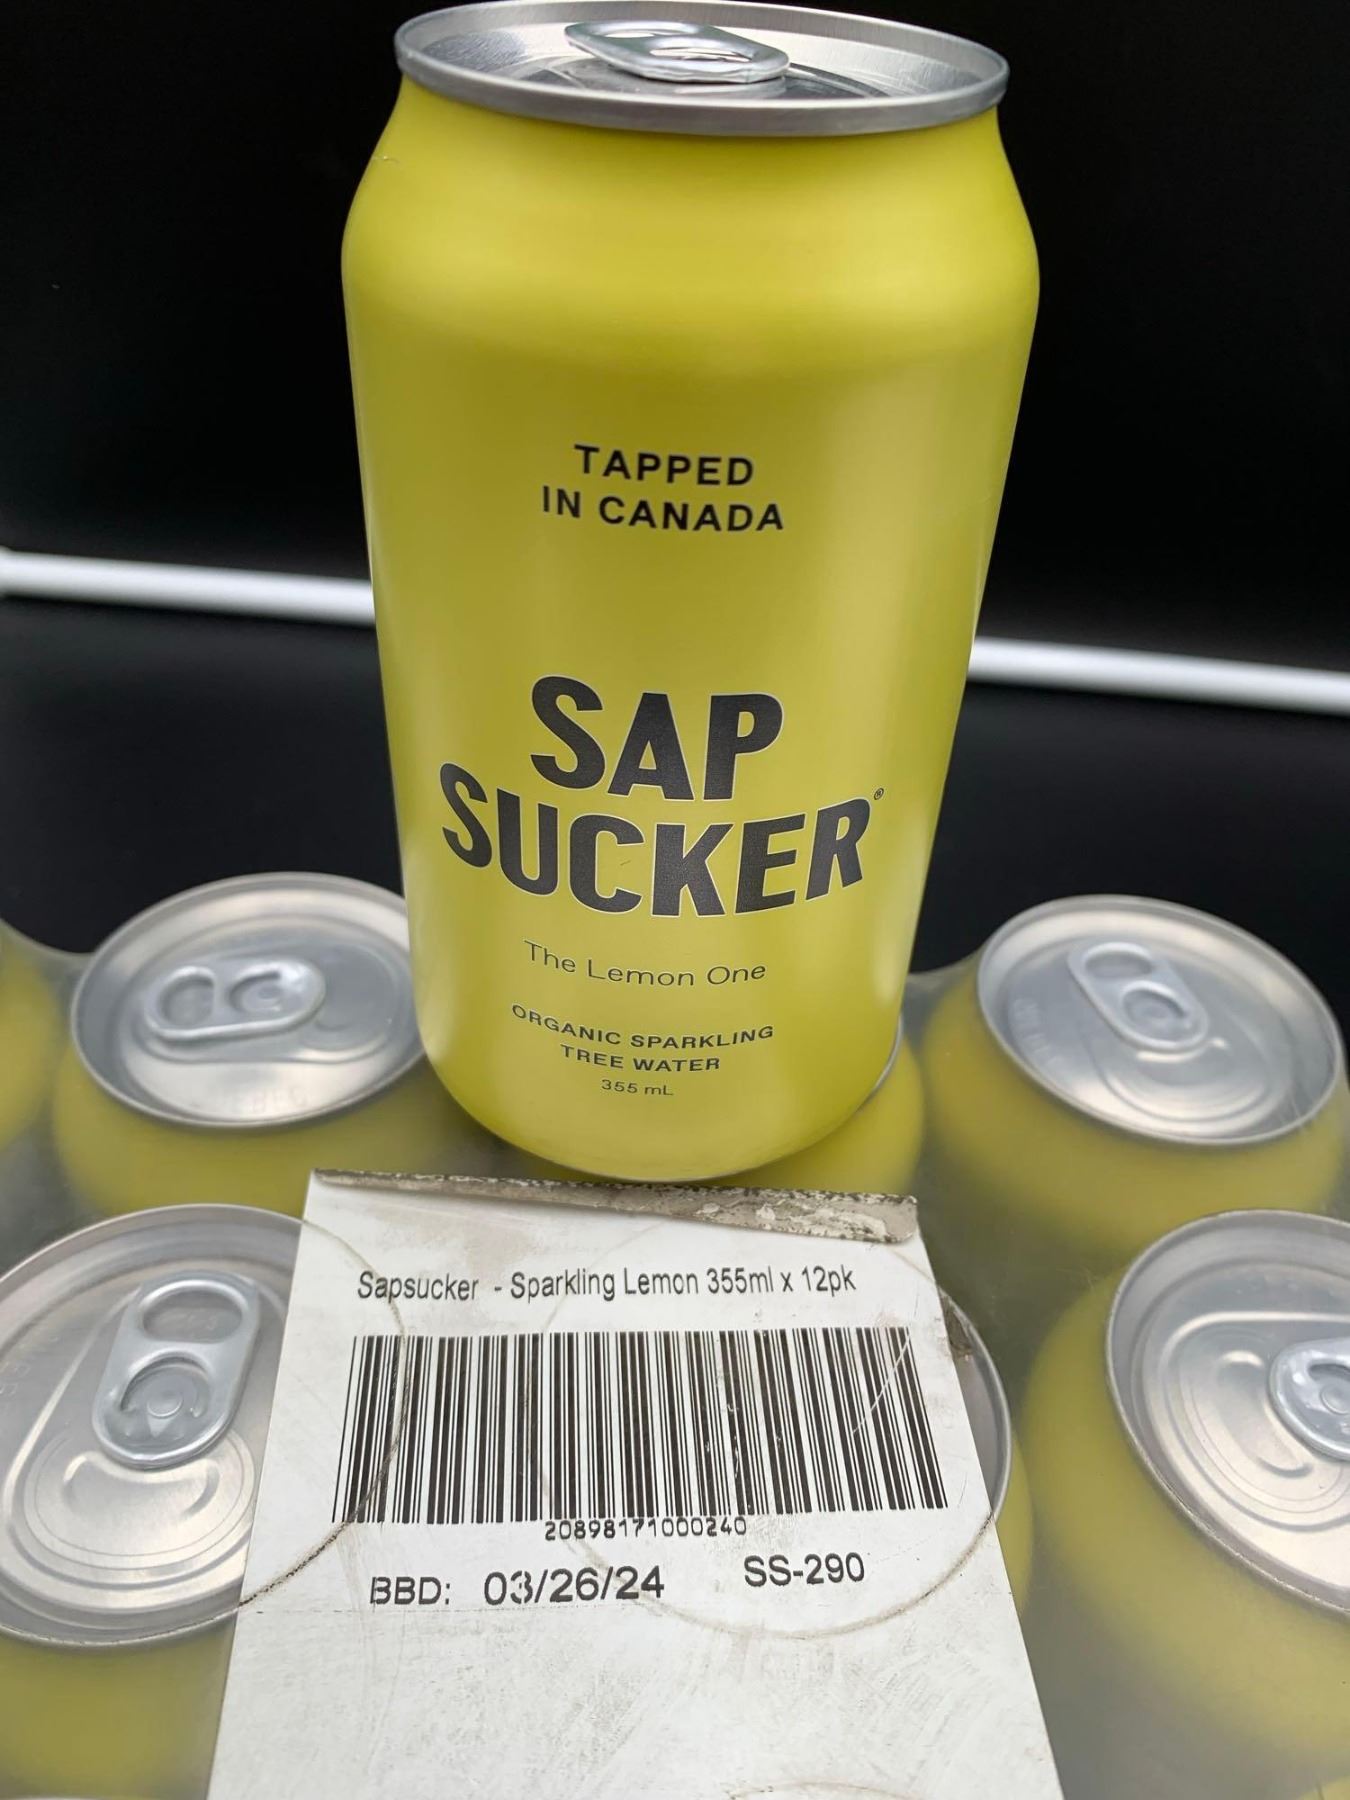 TAPPED
IN CANADA
SAP
SUCKER®
The Lemon One
ORGANIC SPARKLING
TREE WATER
355 mL
Sapsucker - Sparkling Lemon 355ml x 12pk
20898171000240
BBD: 03/26/24 SS-290